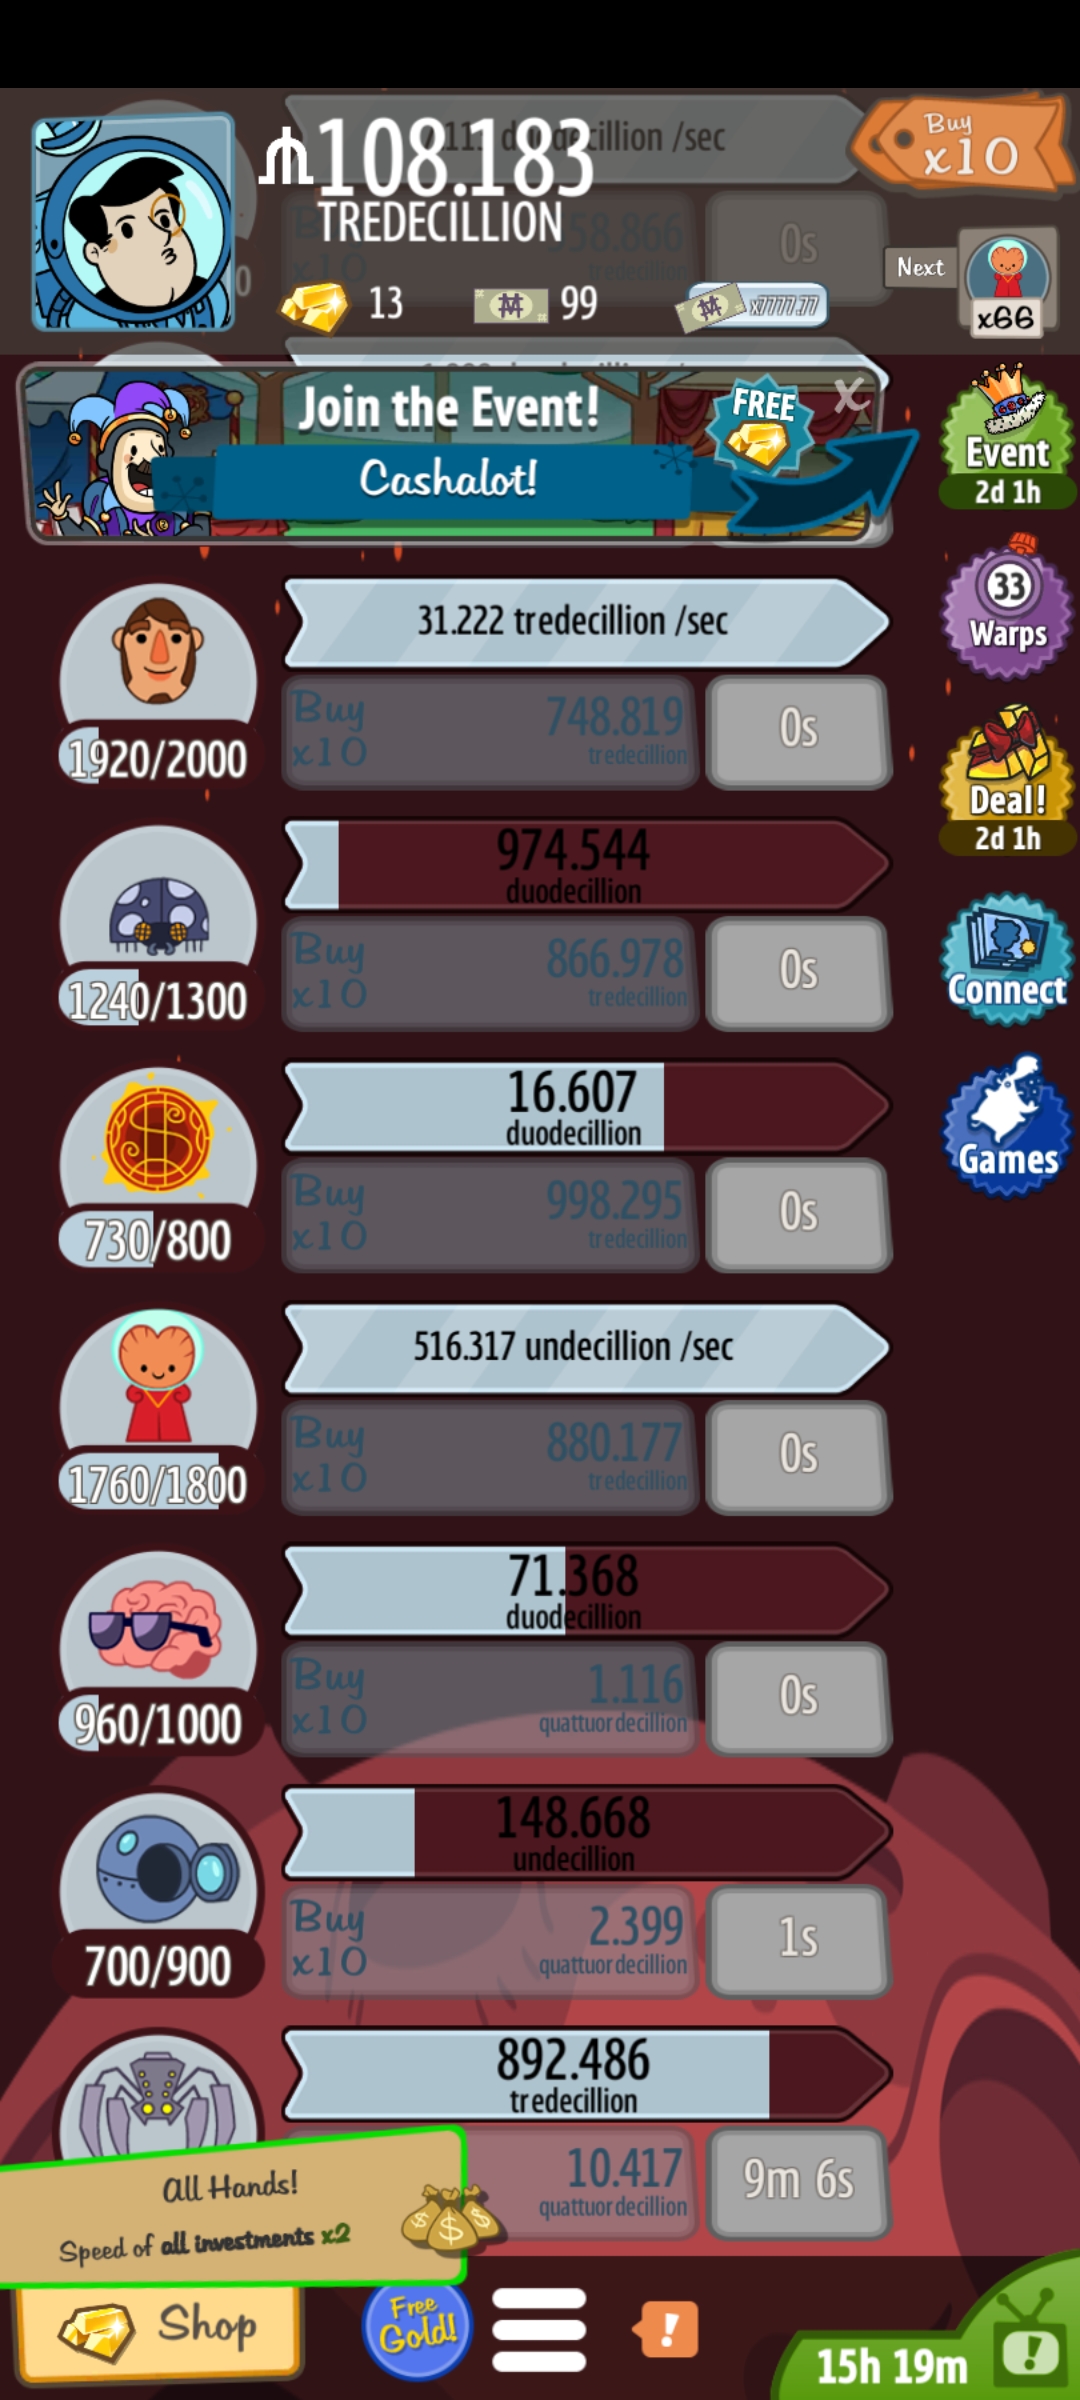 108.183
TREDECILLION
Buy
x10
13
99
x7777.77
Next
x66
Join the Event!
FREE
X
Cashalot!
Event
2d 1h
31.222 tredecillion /sec
Buy
x10
748.819
tredecillion
0s
1920/2000
33
Warps
974.544
duodecillion
Buy
x10
866.978
tredecillion
0s
1240/1300
Deal!
2d 1h
16.607
duodecillion
Buy
x10
998.295
tredecillion
0s
730/800
Connect
Games
516.317 undecillion /sec
Buy
x10
880.177
tredecillion
0s
1760/1800
71.368
duodecillion
Buy
x10
1.116
quattuordecillion
0s
960/1000
148.668
undecillion
Buy
x10
2.399
quattuordecillion
1s
700/900
892.486
tredecillion
10.417
quattuordecillion
9m 6s
All Hands!
Speed of all investments x2
Shop
Free
Gold!
!
15h 19m
!